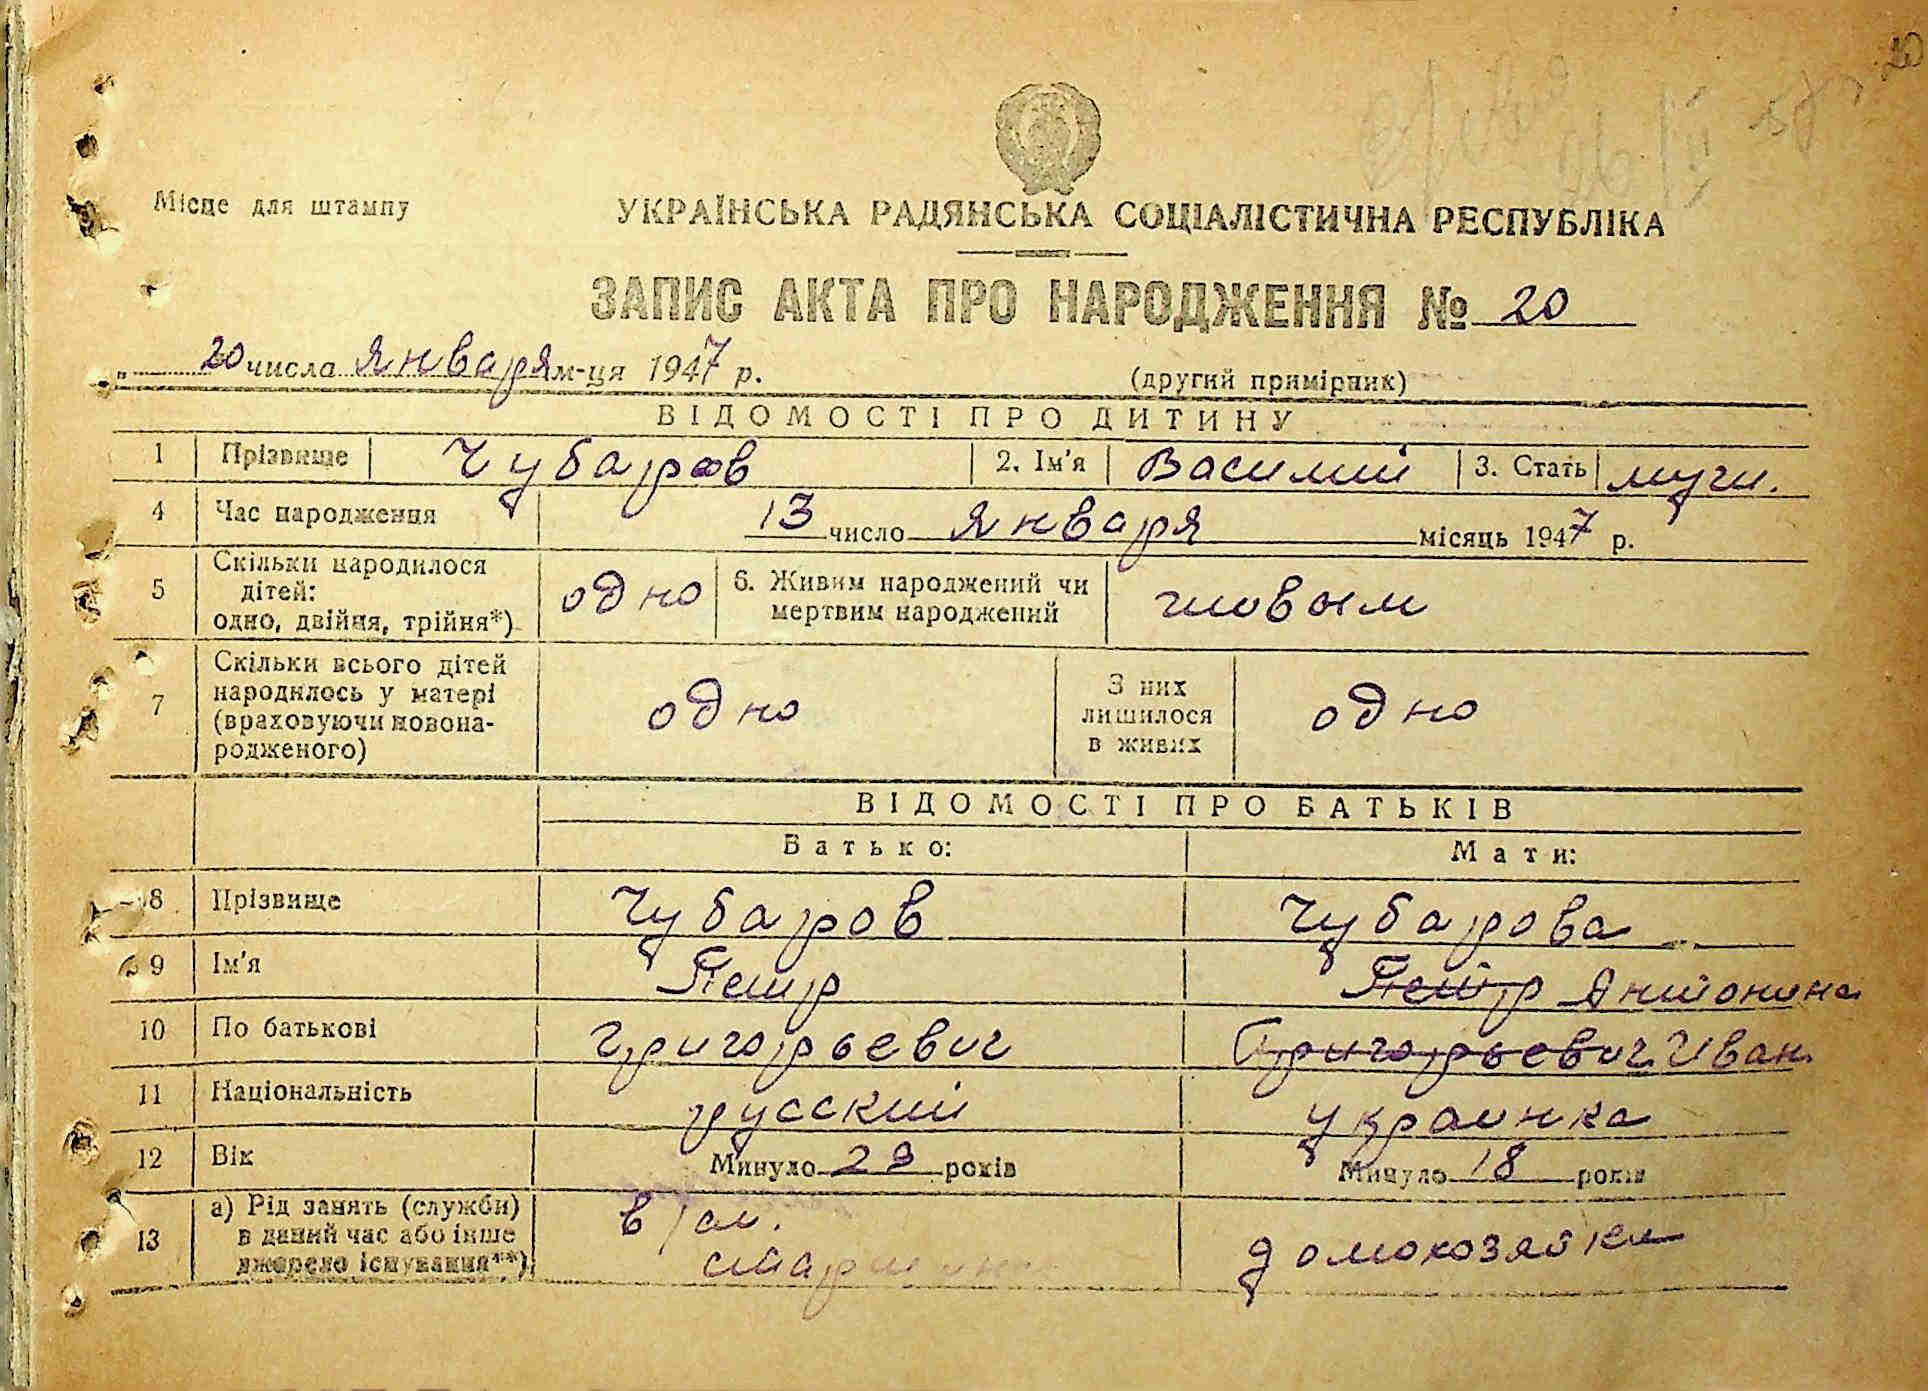 Місце для штампу
УКРАЇНСЬКА РАДЯНСЬКА СОЦІАЛІСТИЧНА РЕСПУБЛІКА
ЗАПИС АКТА ПРО НАРОДЖЕННЯ № 20
„ 20 числа января м-ця 1947 р.
(другий примірник)
ВІДОМОСТІ ПРО ДИТИНУ
1 Прізвище Чубаров 2. Ім'я Василий 3. Стать муж.
4 Час народження 13 число января місяць 1947 р.
5 Скільки народилося дітей: одно, двійня, трійня*) одно 6. Живим народжений чи мертвим народжений живым
7 Скільки всього дітей народилось у матері (враховуючи новонародженого) одно З них лишилося в живих одно
ВІДОМОСТІ ПРО БАТЬКІВ
Батько: Мати:
8 Прізвище Чубаров Чубарова
9 Ім'я Петр Петр Антонина
10 По батькові Григорьевич Григорьевич Иван
11 Національність русский украинка
12 Вік Минуло 29 років Минуло 18 років
13 а) Рід занять (служби) в даний час або інше джерело існування**) домохозяйка